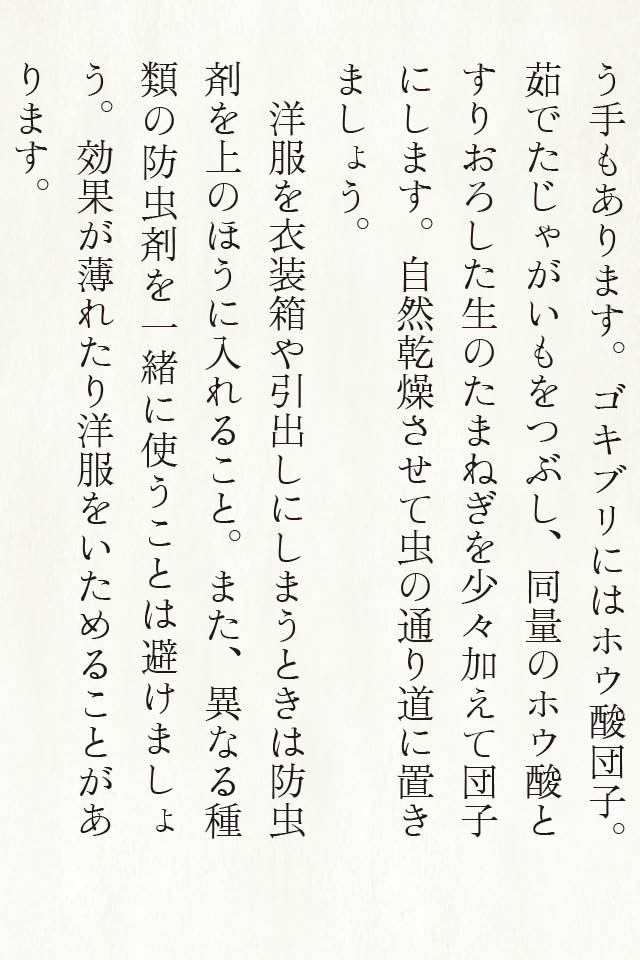 う手もあります。ゴキブリにはホウ酸団子。
茹でたじゃがいもをつぶし、同量のホウ酸と
すりおろした生のたまねぎを少々加えて団子
にします。自然乾燥させて虫の通り道に置き
ましょう。
　洋服を衣装箱や引出しにしまうときは防虫
剤を上のほうに入れること。また、異なる種
類の防虫剤を一緒に使うことは避けましょ
う。効果が薄れたり洋服をいためることがあ
ります。